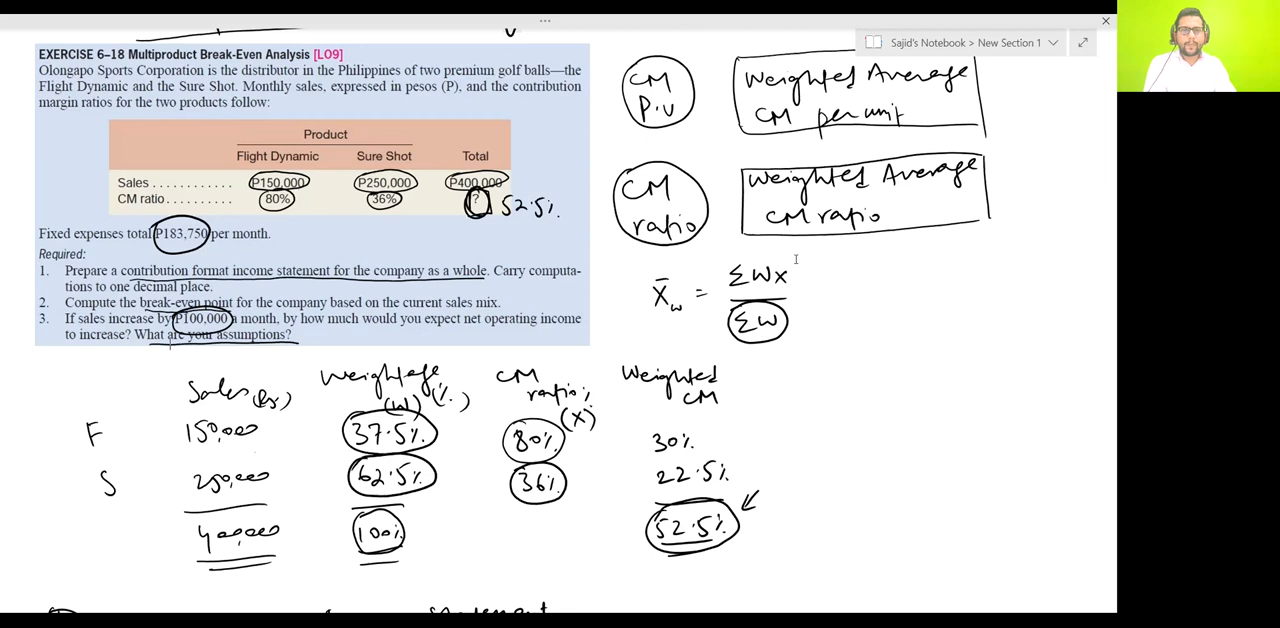 Sajid's Notebook > New Section 1
EXERCISE 6–18 Multiproduct Break-Even Analysis [LO9]
Olongapo Sports Corporation is the distributor in the Philippines of two premium golf balls—the
Flight Dynamic and the Sure Shot. Monthly sales, expressed in pesos (P), and the contribution
margin ratios for the two products follow:
Product
Flight Dynamic Sure Shot Total
Sales . . . . . . . . . . . . P150,000 P250,000 P400,000
CM ratio . . . . . . . . . . 80% 36% ? 52.5%
Fixed expenses total P183,750 per month.
Required:
1. Prepare a contribution format income statement for the company as a whole. Carry computa-
tions to one decimal place.
2. Compute the break-even point for the company based on the current sales mix.
3. If sales increase by P100,000 a month, by how much would you expect net operating income
to increase? What are your assumptions?
CM
P.U
Weighted Average
CM per unit
CM
ratio
Weighted Average
CM ratio
X̄w = ΣWx
ΣW
Sales (Rs) Weightage (W) (%) CM ratio % (X) Weighted CM
F 150,000 37.5% 80% 30%
S 250,000 62.5% 36% 22.5%
400,000 100% 52.5%
statement